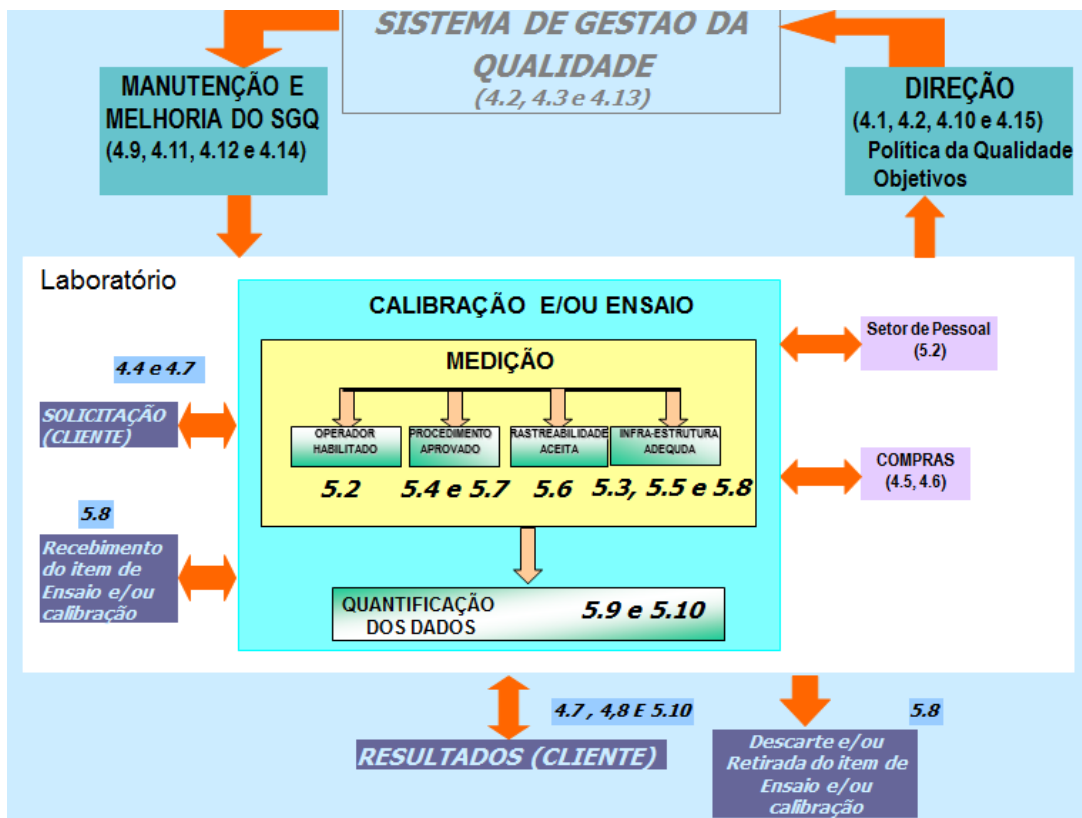 SISTEMA DE GESTÃO DA
QUALIDADE
(4.2, 4.3 e 4.13)
MANUTENÇÃO E
MELHORIA DO SGQ
(4.9, 4.11, 4.12 e 4.14)
DIREÇÃO
(4.1, 4.2, 4.10 e 4.15)
Política da Qualidade
Objetivos
Laboratório
CALIBRAÇÃO E/OU ENSAIO
MEDIÇÃO
OPERADOR
HABILITADO
PROCEDIMENTO
APROVADO
RASTREABILIDADE
ACEITA
INFRA-ESTRUTURA
ADEQUDA
5.2
5.4 e 5.7
5.6
5.3, 5.5 e 5.8
QUANTIFICAÇÃO
DOS DADOS
5.9 e 5.10
4.4 e 4.7
SOLICITAÇÃO
(CLIENTE)
5.8
Recebimento
do item de
Ensaio e/ou
calibração
Setor de Pessoal
(5.2)
COMPRAS
(4.5, 4.6)
4.7 , 4,8 E 5.10
RESULTADOS (CLIENTE)
5.8
Descarte e/ou
Retirada do item de
Ensaio e/ou
calibração